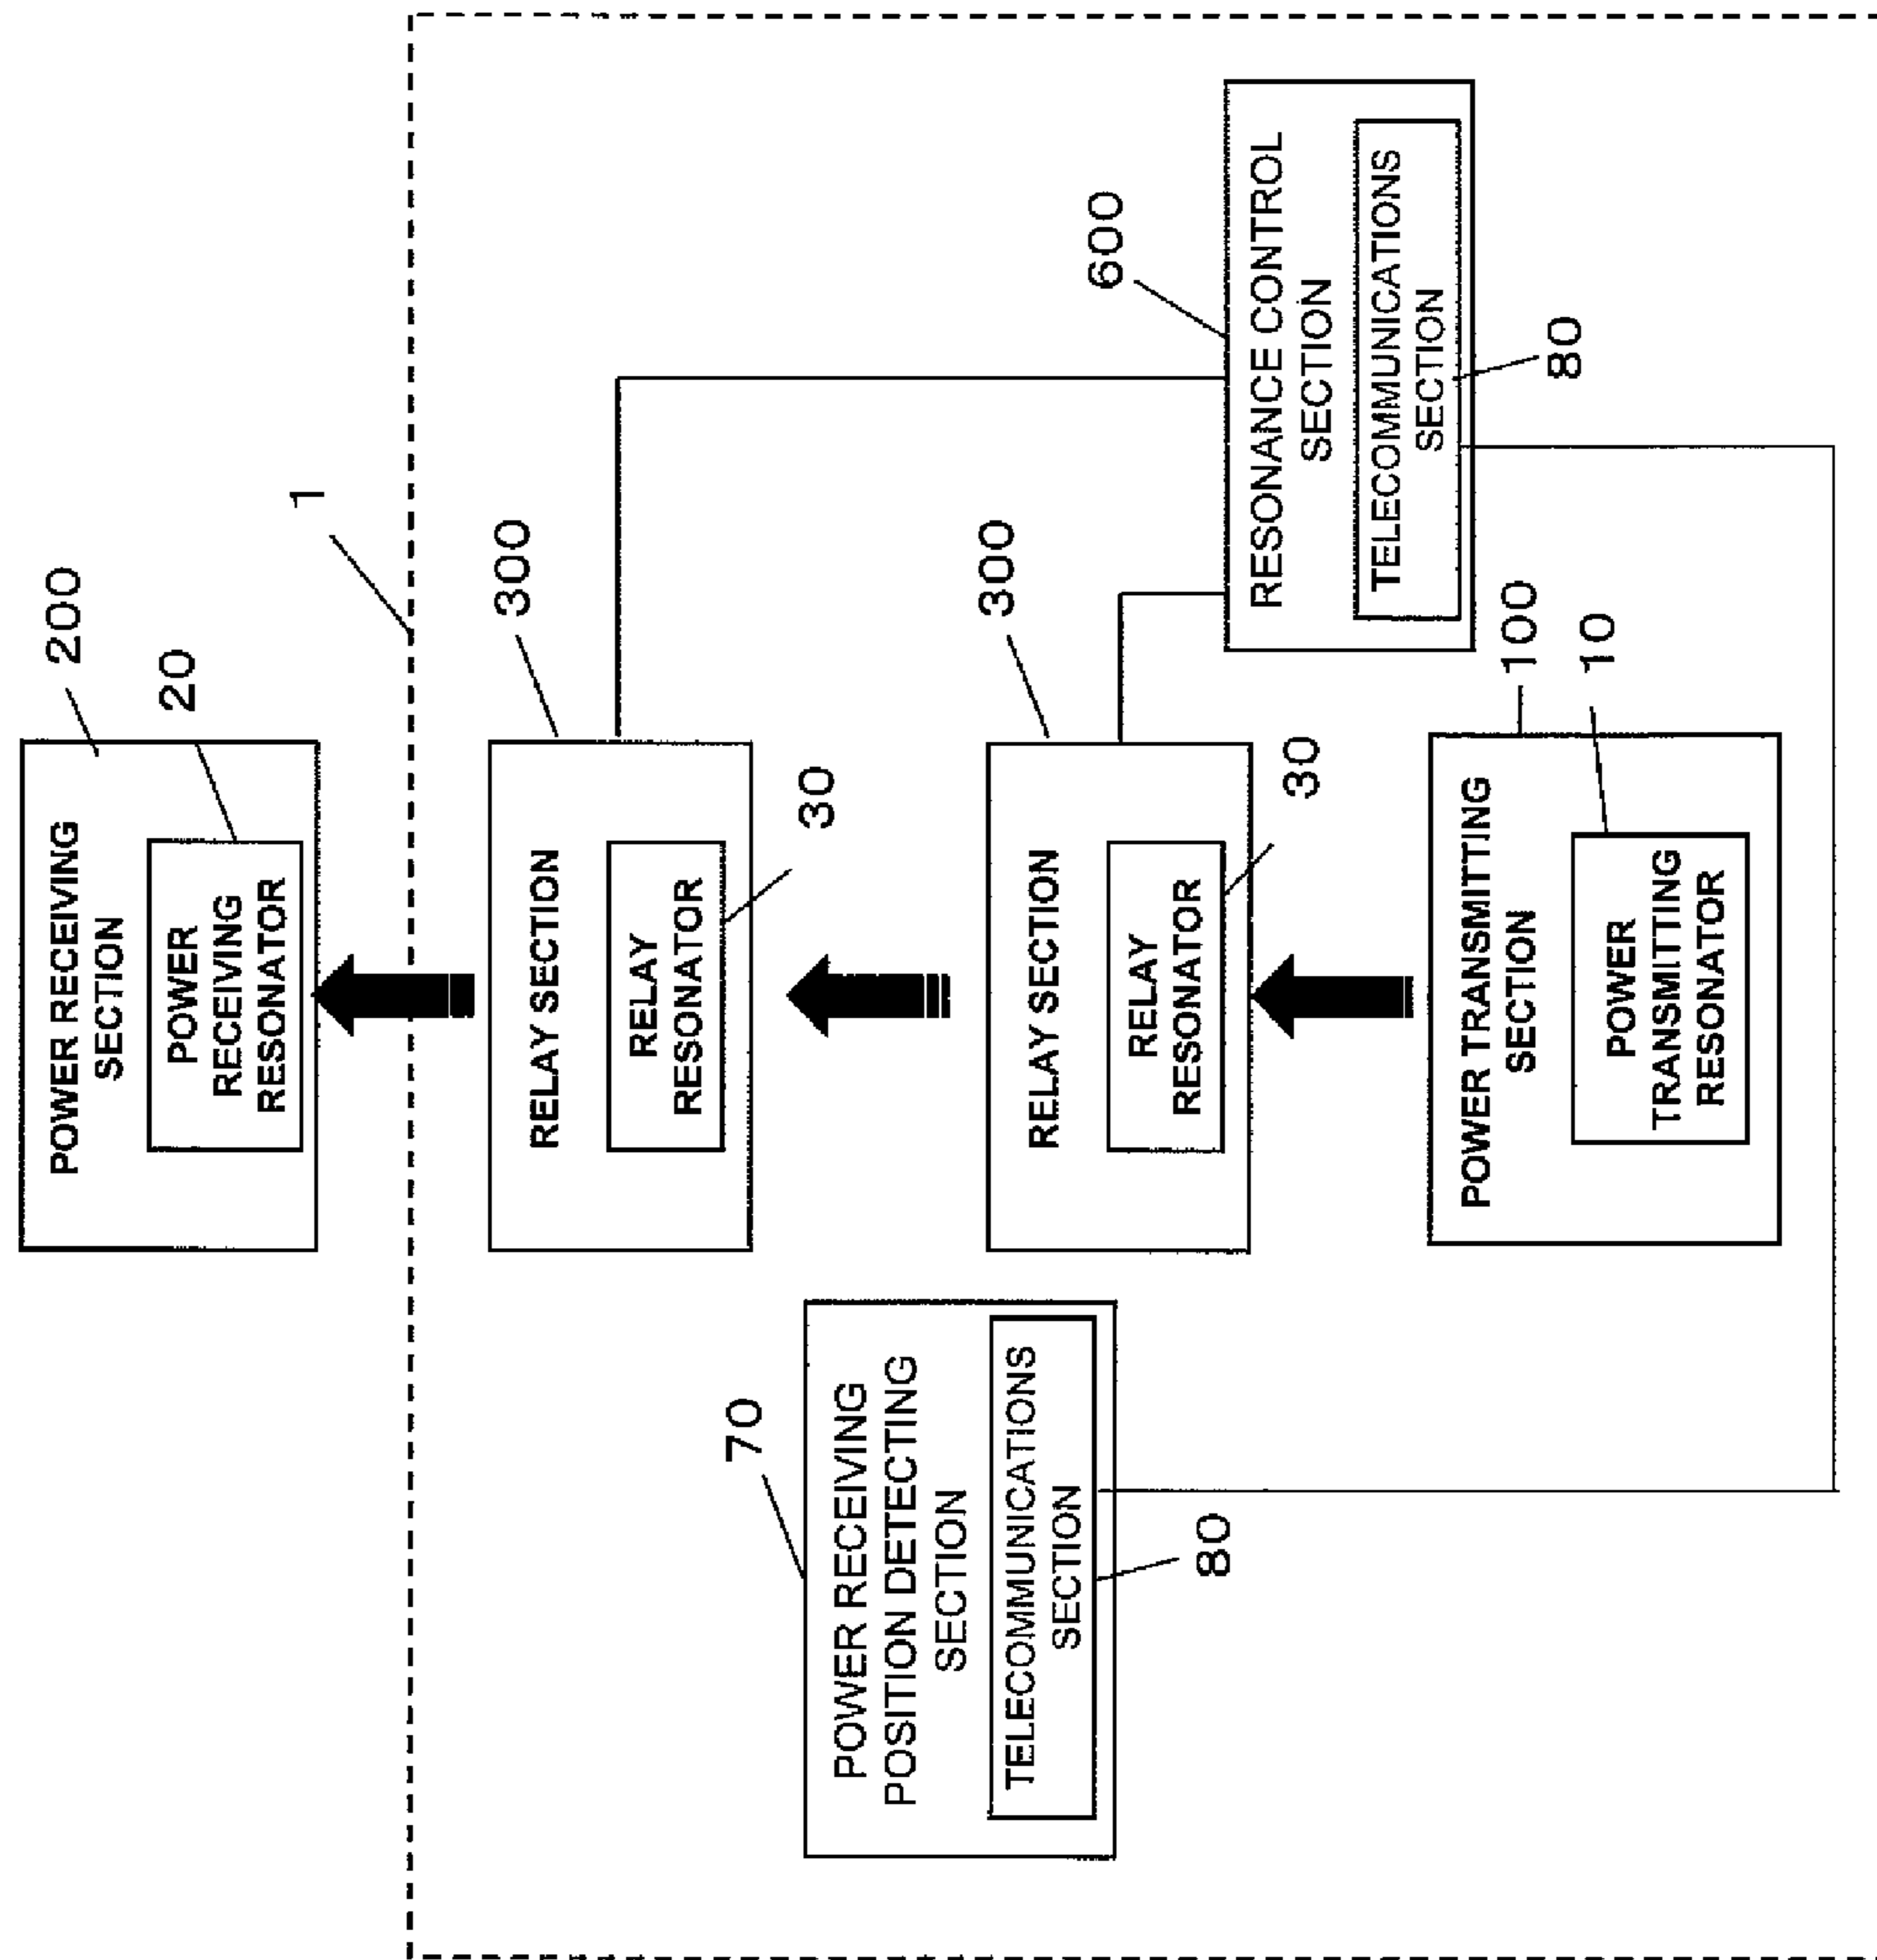 200
POWER RECEIVING
SECTION
20
POWER
RECEIVING
RESONATOR
1
300
RELAY SECTION
RELAY
RESONATOR
30
300
RELAY SECTION
RELAY
RESONATOR
30
100
POWER TRANSMITTING
SECTION
10
POWER
TRANSMITTING
RESONATOR
600
RESONANCE CONTROL
SECTION
TELECOMMUNICATIONS
SECTION
80
70
POWER RECEIVING
POSITION DETECTING
SECTION
TELECOMMUNICATIONS
SECTION
80